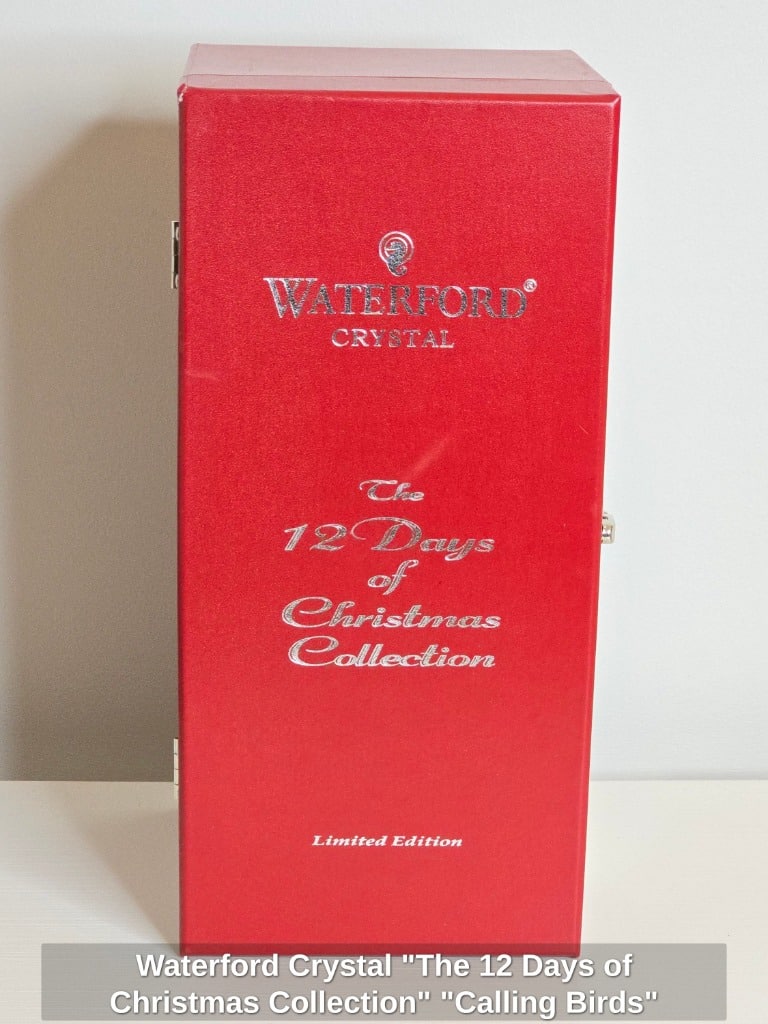 WATERFORD®
CRYSTAL
The
12 Days
of
Christmas
Collection
Limited Edition
Waterford Crystal "The 12 Days of
Christmas Collection" "Calling Birds"